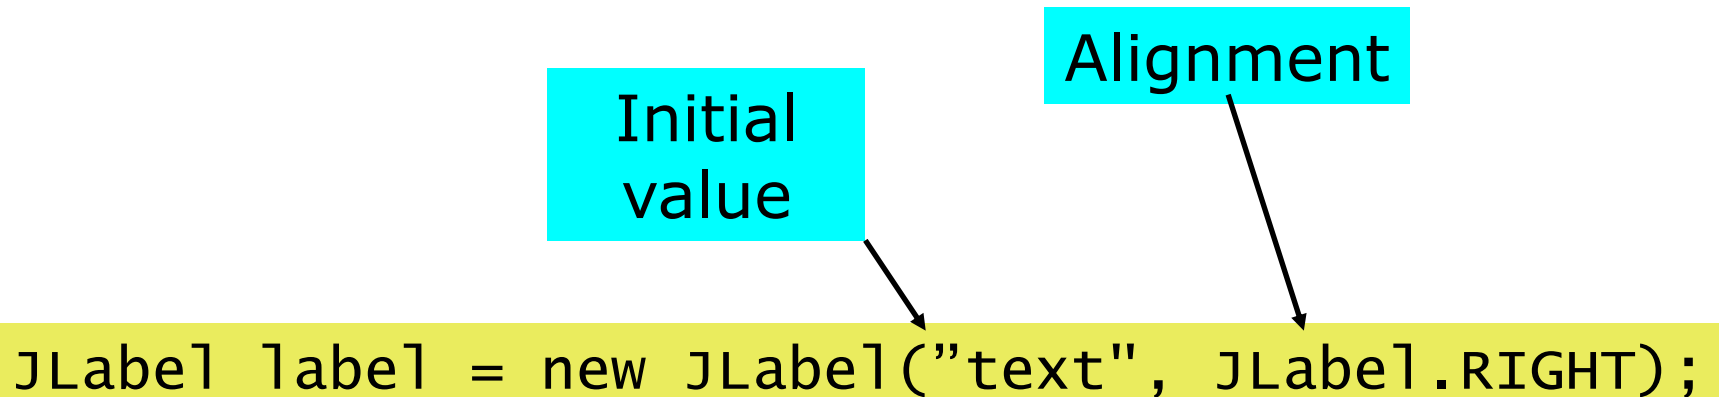 Alignment
Initial
value
JLabel label = new JLabel(”text", JLabel.RIGHT);